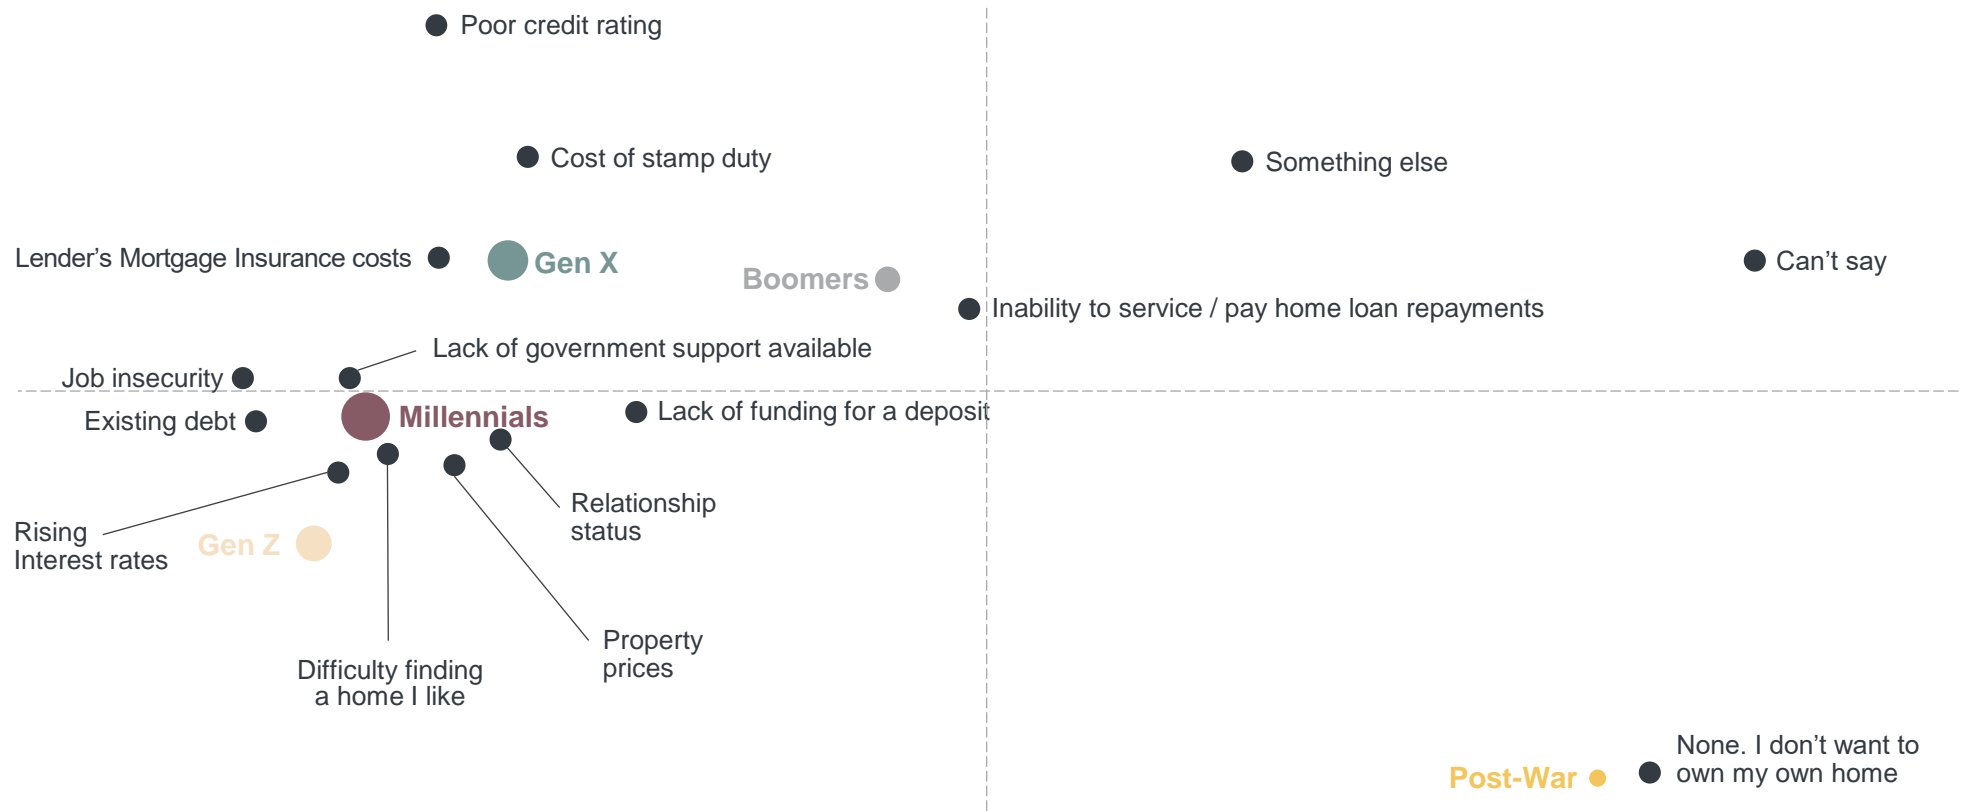 Poor credit rating
Cost of stamp duty
Something else
Lender’s Mortgage Insurance costs
Gen X
Boomers
Can’t say
Inability to service / pay home loan repayments
Lack of government support available
Job insecurity
Existing debt
Millennials
Lack of funding for a deposit
Relationship
status
Rising
Interest rates
Gen Z
Property
prices
Difficulty finding
a home I like
None. I don’t want to
own my own home
Post-War